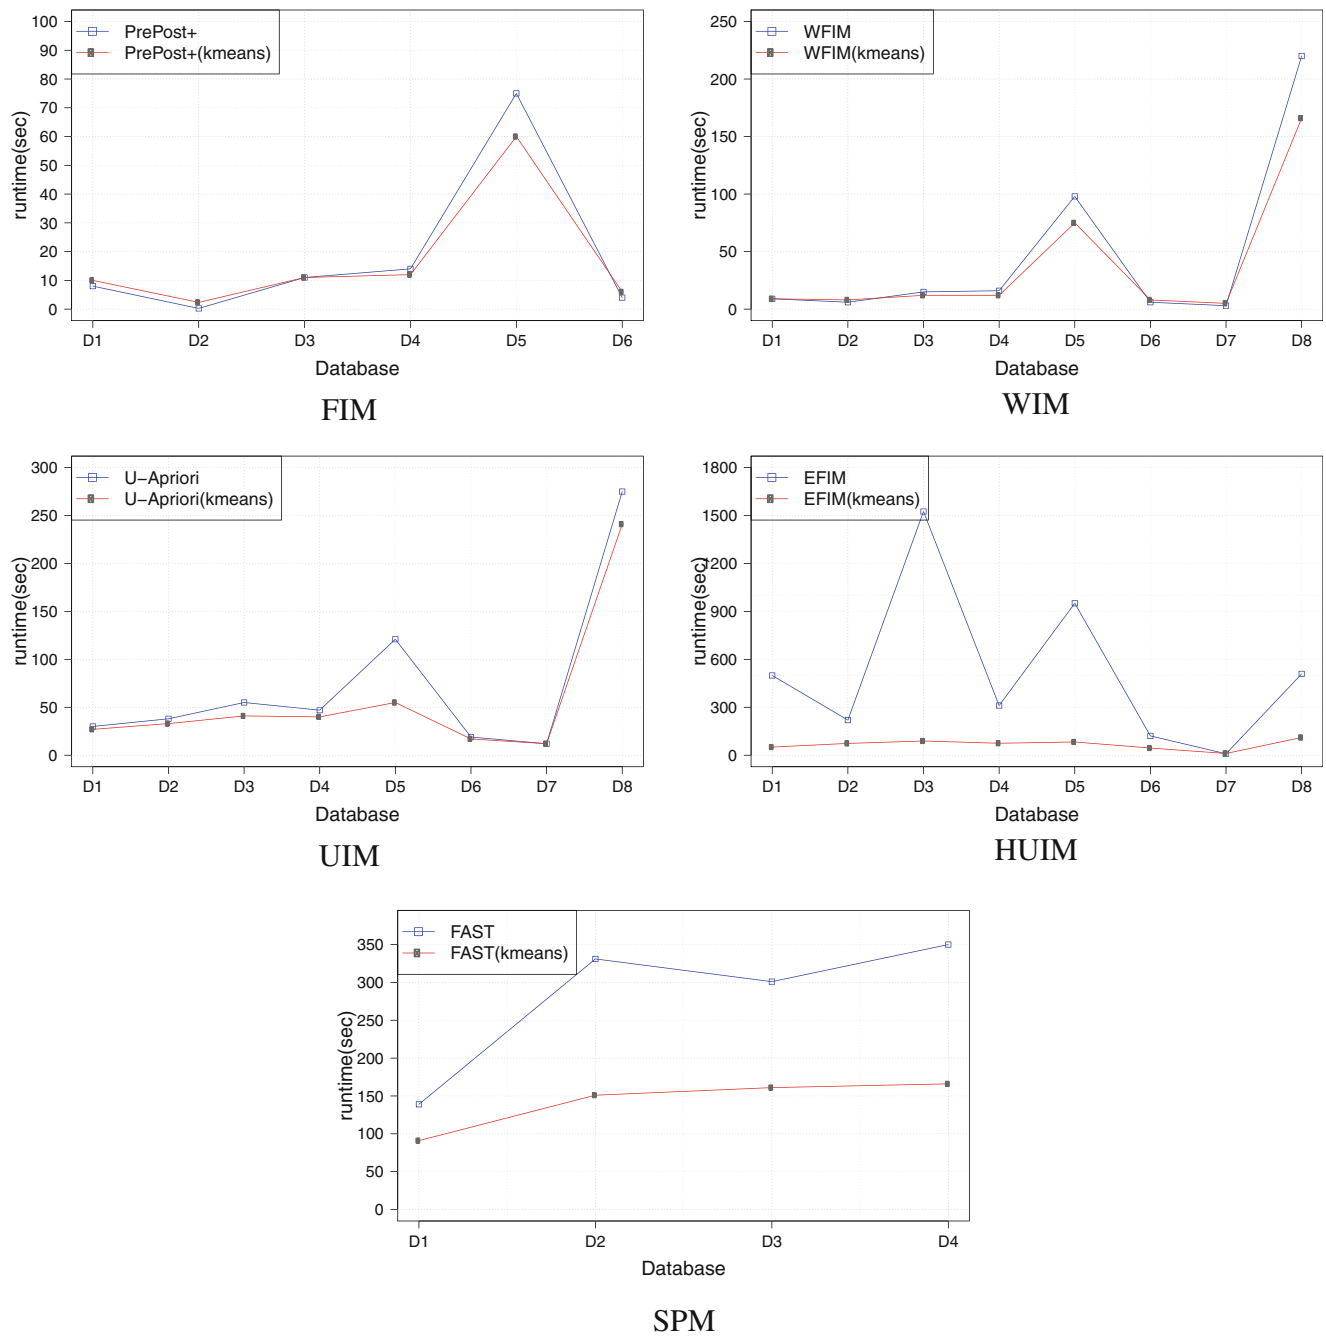 PrePost+
PrePost+(kmeans)
100
90
80
70
60
50
40
30
20
10
0
runtime(sec)
D1 D2 D3 D4 D5 D6
Database
FIM
WFIM
WFIM(kmeans)
250
200
150
100
50
0
runtime(sec)
D1 D2 D3 D4 D5 D6 D7 D8
Database
WIM
U-Apriori
U-Apriori(kmeans)
300
250
200
150
100
50
0
runtime(sec)
D1 D2 D3 D4 D5 D6 D7 D8
Database
UIM
EFIM
EFIM(kmeans)
1800
1500
1200
900
600
300
0
runtime(sec)
D1 D2 D3 D4 D5 D6 D7 D8
Database
HUIM
FAST
FAST(kmeans)
350
300
250
200
150
100
50
0
runtime(sec)
D1 D2 D3 D4
Database
SPM